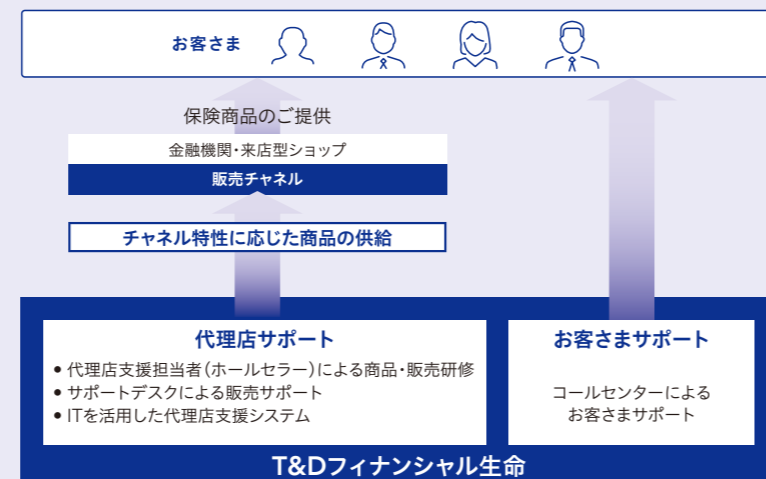 お客さま
保険商品のご提供
金融機関・来店型ショップ
販売チャネル
チャネル特性に応じた商品の供給
代理店サポート
● 代理店支援担当者(ホールセラー)による商品・販売研修
● サポートデスクによる販売サポート
● ITを活用した代理店支援システム
お客さまサポート
コールセンターによる
お客さまサポート
T&Dフィナンシャル生命